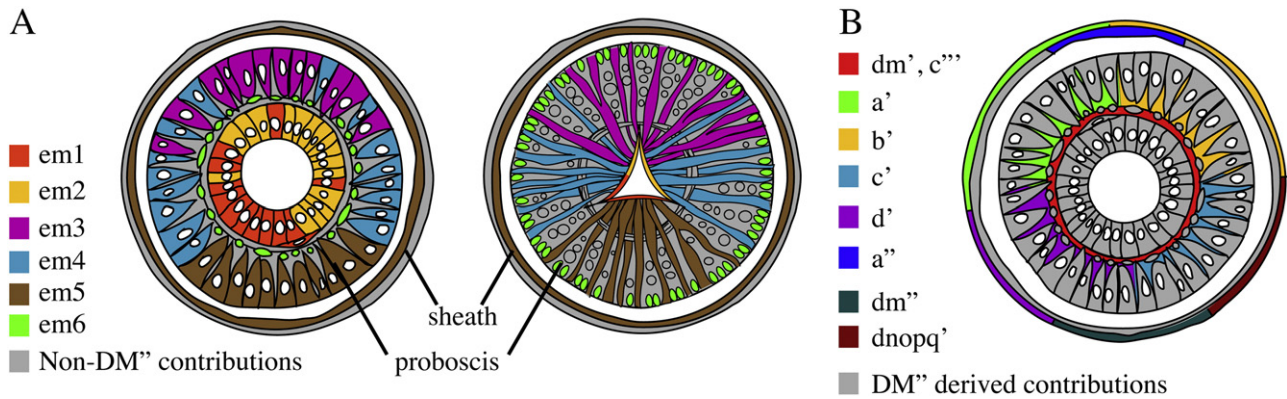 A
em1
em2
em3
em4
em5
em6
Non-DM” contributions
sheath
proboscis
B
dm’, c”’
a’
b’
c’
d’
a”
dm”
dnopq’
DM” derived contributions